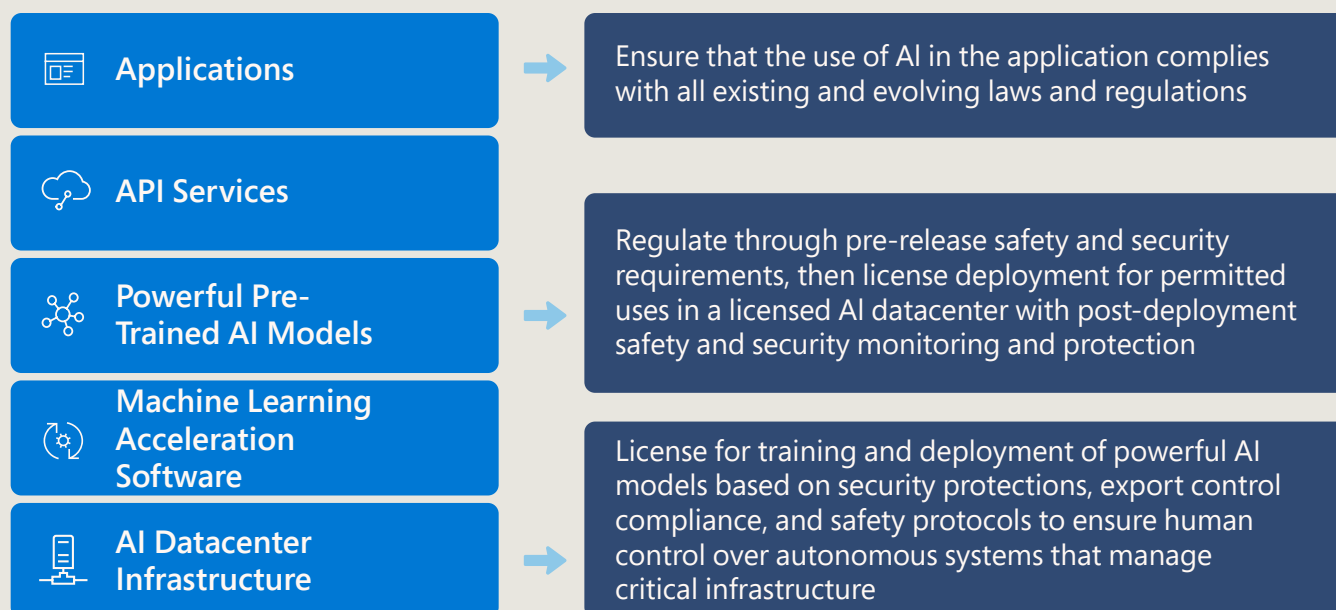 Applications
Ensure that the use of AI in the application complies
with all existing and evolving laws and regulations
API Services
Powerful Pre-
Trained AI Models
Regulate through pre-release safety and security
requirements, then license deployment for permitted
uses in a licensed AI datacenter with post-deployment
safety and security monitoring and protection
Machine Learning
Acceleration
Software
AI Datacenter
Infrastructure
License for training and deployment of powerful AI
models based on security protections, export control
compliance, and safety protocols to ensure human
control over autonomous systems that manage
critical infrastructure